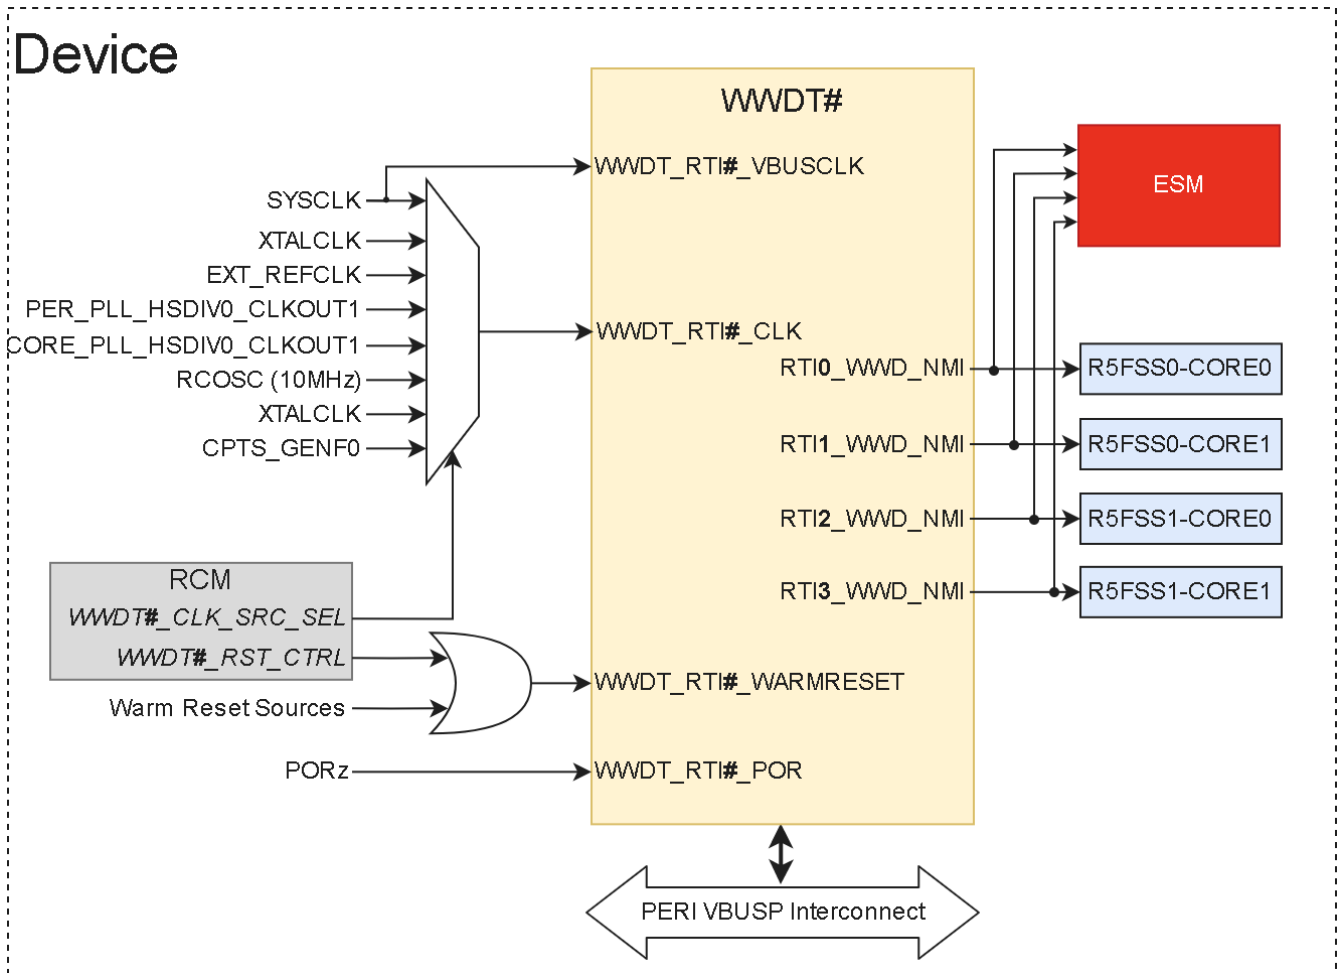 Device
WWDT#
WWDT_RTI#_VBUSCLK
ESM
SYSCLK
XTALCLK
EXT_REFCLK
PER_PLL_HSDIV0_CLKOUT1
CORE_PLL_HSDIV0_CLKOUT1
RCOSC (10MHz)
XTALCLK
CPTS_GENF0
WWDT_RTI#_CLK
RTI0_WWD_NMI
R5FSS0-CORE0
RTI1_WWD_NMI
R5FSS0-CORE1
RTI2_WWD_NMI
R5FSS1-CORE0
RTI3_WWD_NMI
R5FSS1-CORE1
RCM
WWDT#_CLK_SRC_SEL
WWDT#_RST_CTRL
Warm Reset Sources
WWDT_RTI#_WARMRESET
PORz
WWDT_RTI#_POR
PERI VBUSP Interconnect